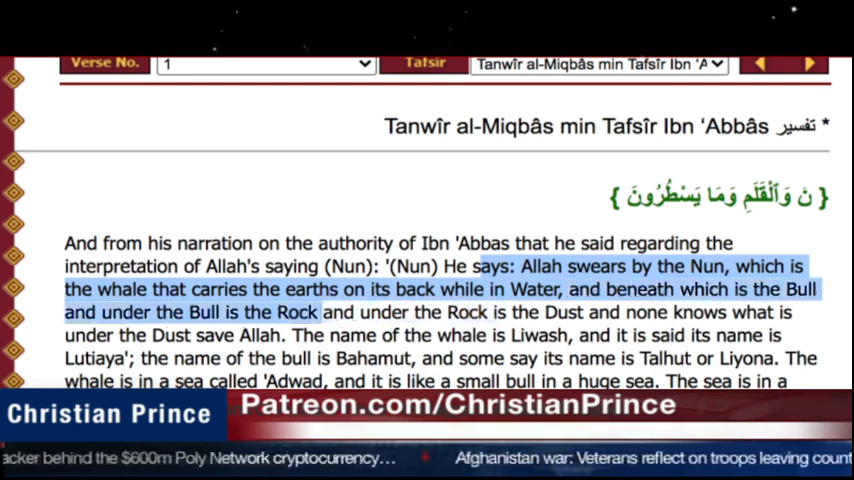 Verse No. 1 Tafsir Tanwîr al-Miqbâs min Tafsîr Ibn ‘A
* تفسير Tanwîr al-Miqbâs min Tafsîr Ibn ‘Abbâs
{ نۤ وَٱلْقَلَمِ وَمَا يَسْطُرُونَ }
And from his narration on the authority of Ibn 'Abbas that he said regarding the
interpretation of Allah's saying (Nun): '(Nun) He says: Allah swears by the Nun, which is
the whale that carries the earths on its back while in Water, and beneath which is the Bull
and under the Bull is the Rock and under the Rock is the Dust and none knows what is
under the Dust save Allah. The name of the whale is Liwash, and it is said its name is
Lutiaya'; the name of the bull is Bahamut, and some say its name is Talhut or Liyona. The
whale is in a sea called 'Adwad, and it is like a small bull in a huge sea. The sea is in a
Christian Prince
Patreon.com/ChristianPrince
acker behind the $600m Poly Network cryptocurrency... Afghanistan war: Veterans reflect on troops leaving count